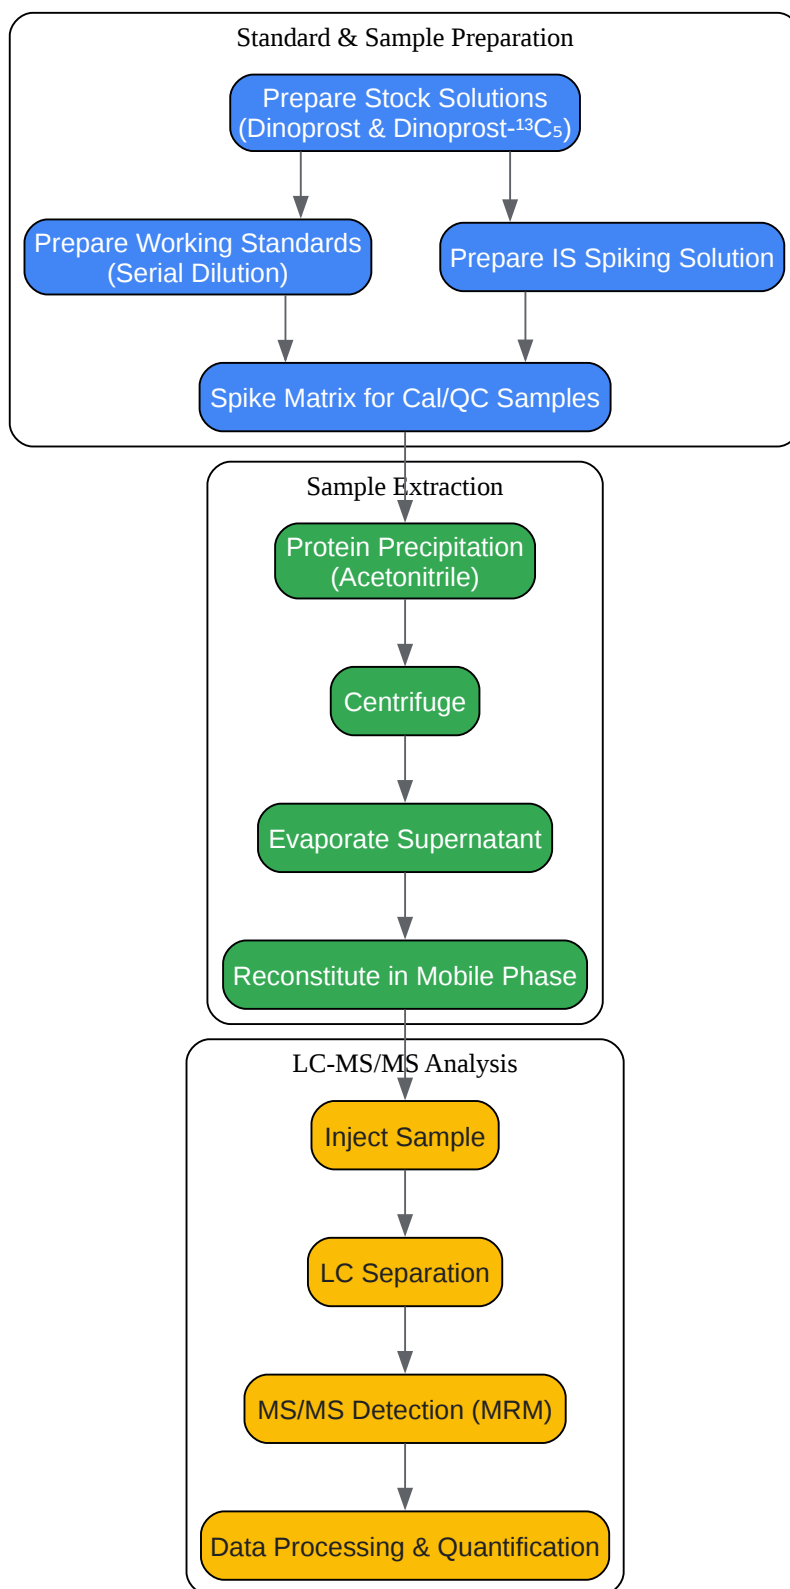 Standard & Sample Preparation
Prepare Stock Solutions
(Dinoprost & Dinoprost-¹³C₅)
Prepare Working Standards
(Serial Dilution)
Prepare IS Spiking Solution
Spike Matrix for Cal/QC Samples
Sample Extraction
Protein Precipitation
(Acetonitrile)
Centrifuge
Evaporate Supernatant
Reconstitute in Mobile Phase
LC-MS/MS Analysis
Inject Sample
LC Separation
MS/MS Detection (MRM)
Data Processing & Quantification